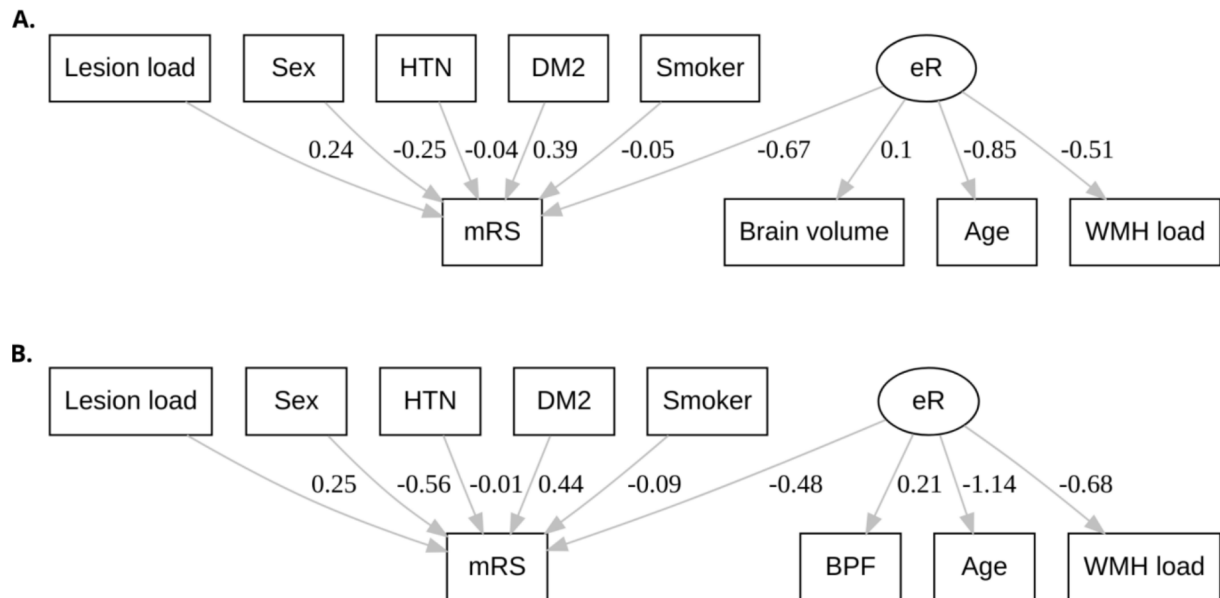 A.
Lesion load Sex HTN DM2 Smoker eR
0.24 -0.25 -0.04 0.39 -0.05 -0.67 0.1 -0.85 -0.51
mRS Brain volume Age WMH load
B.
Lesion load Sex HTN DM2 Smoker eR
0.25 -0.56 -0.01 0.44 -0.09 -0.48 0.21 -1.14 -0.68
mRS BPF Age WMH load